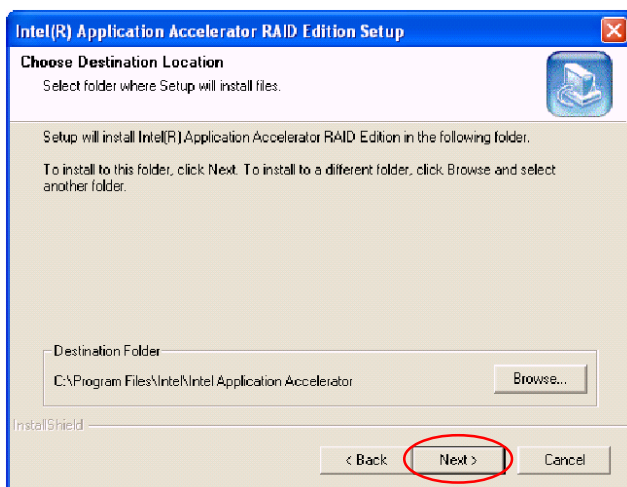 Intel(R) Application Accelerator RAID Edition Setup
Choose Destination Location
Select folder where Setup will install files.
Setup will install Intel(R) Application Accelerator RAID Edition in the following folder.
To install to this folder, click Next. To install to a different folder, click Browse and select
another folder.
Destination Folder
C:\Program Files\Intel\Intel Application Accelerator
Browse...
InstallShield
< Back
Next >
Cancel